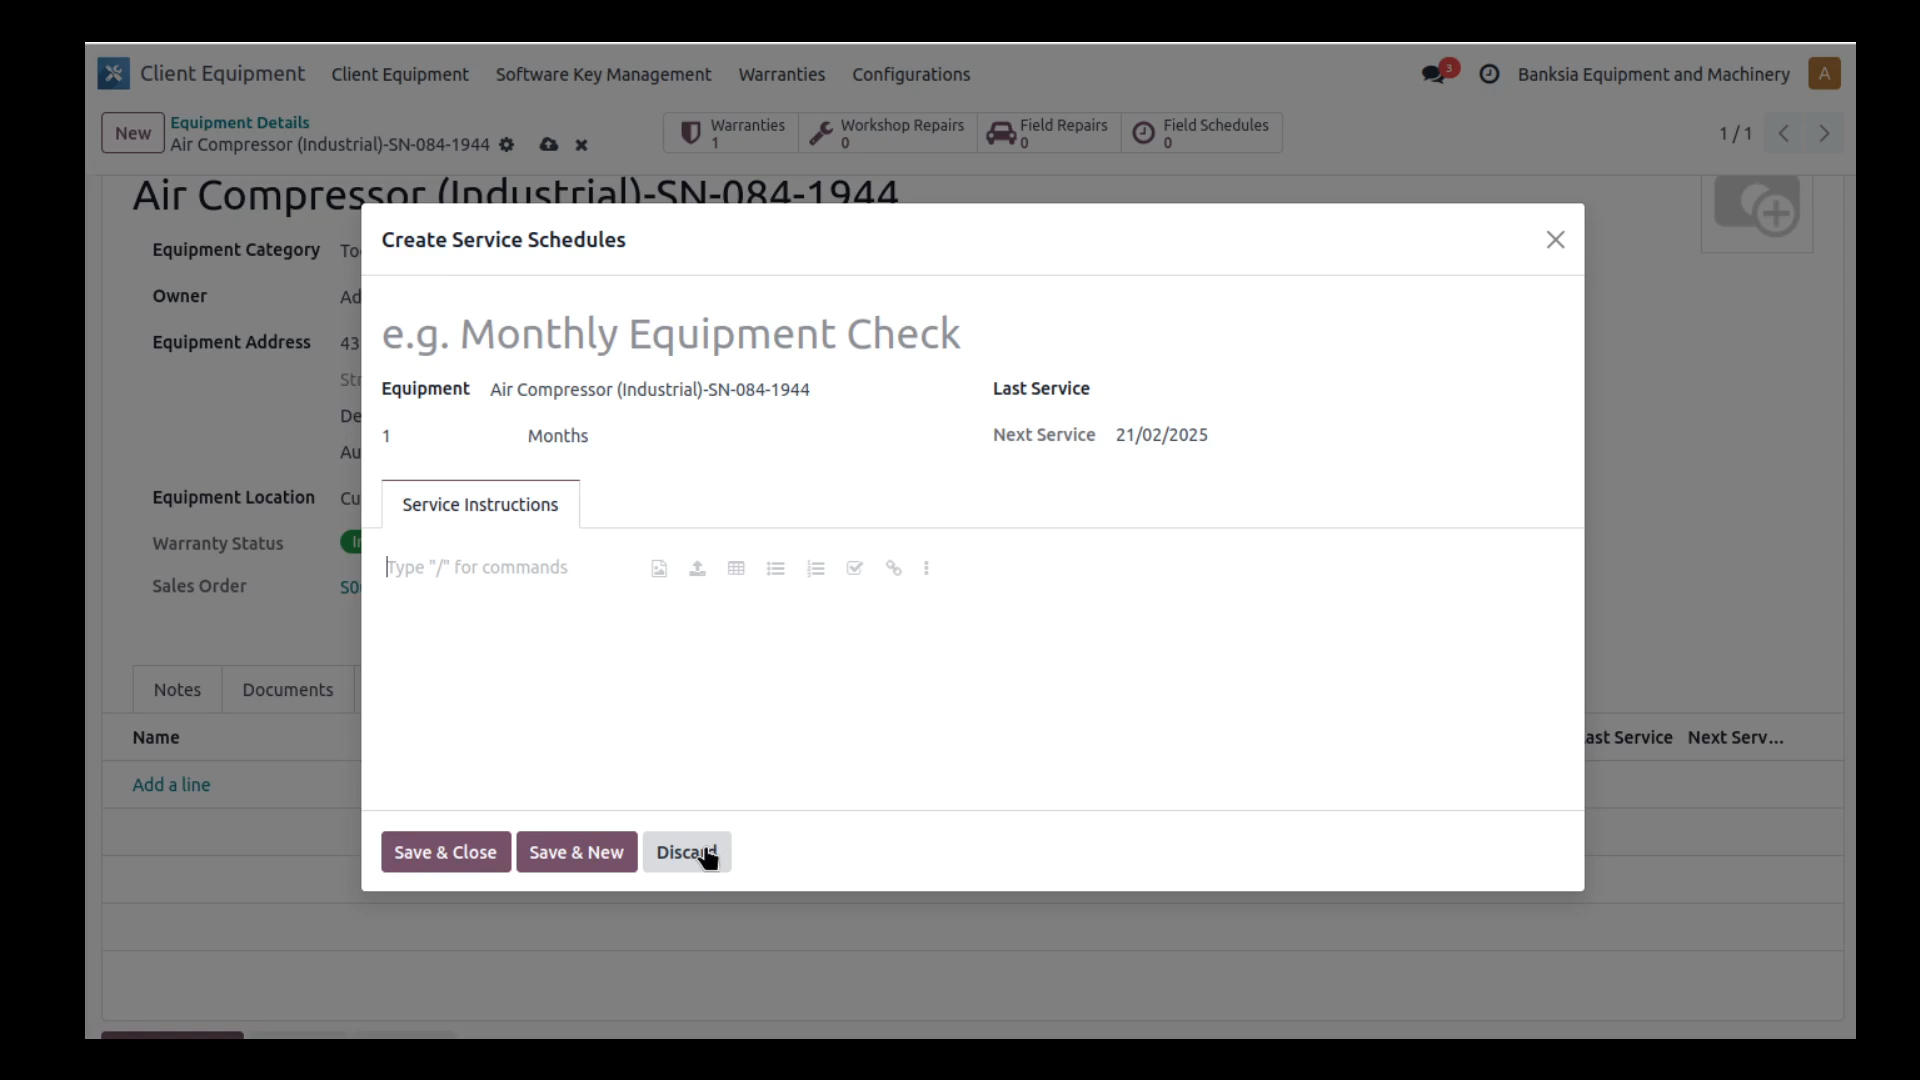 Client Equipment Client Equipment Software Key Management Warranties Configurations 3 Banksia Equipment and Machinery A
New Equipment Details Warranties 1 Workshop Repairs 0 Field Repairs 0 Field Schedules 0 1 / 1
Air Compressor (Industrial)-SN-084-1944
Air Compressor (Industrial)-SN-084-1944
Equipment Category
Owner
Equipment Address 43
Equipment Location
Warranty Status
Sales Order
Notes Documents
Name Next Serv...
Add a line
Create Service Schedules
e.g. Monthly Equipment Check
Equipment Air Compressor (Industrial)-SN-084-1944 Last Service
1 Months Next Service 21/02/2025
Service Instructions
Type "/" for commands
Save & Close Save & New Discard